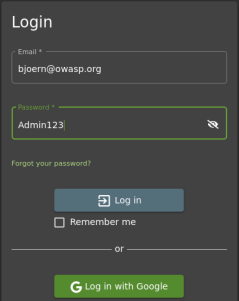 Login
Email *
bjoern@owasp.org
Password *
Admin123
Forgot your password?
Log in
Remember me
or
Log in with Google